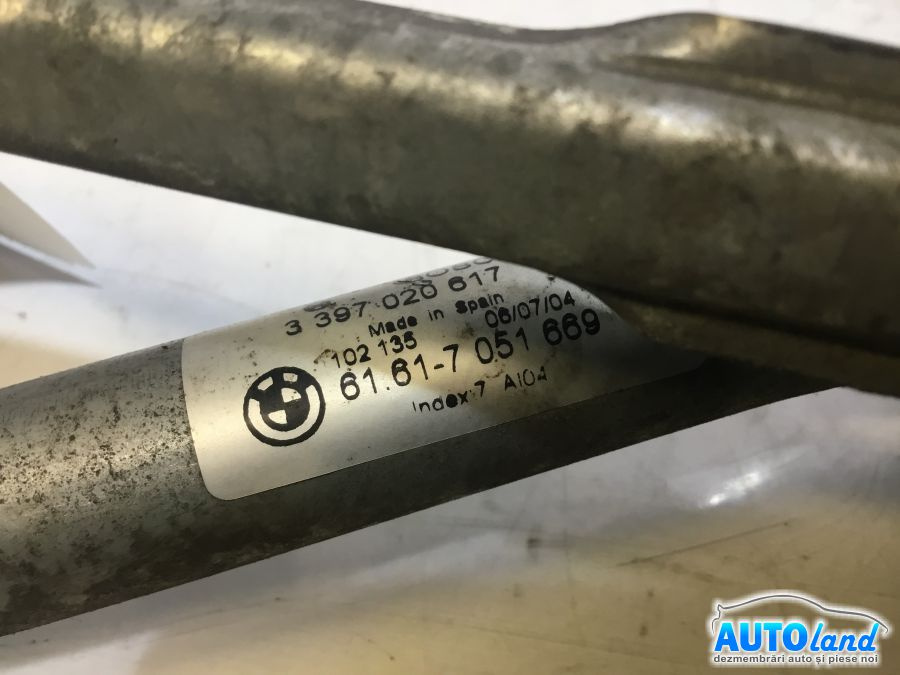 3 397 020 617
Made in Spain
102 135 06/07/04
61.61-7 051 669
Index:7 AI04
AUTOland
dezmembrări auto și piese noi